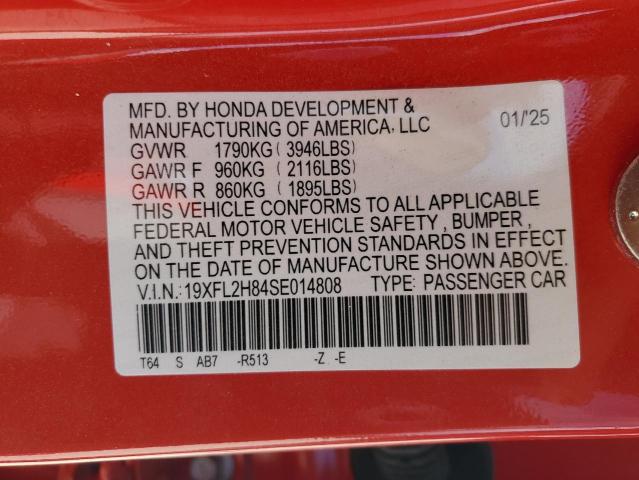 MFD. BY HONDA DEVELOPMENT &
MANUFACTURING OF AMERICA, LLC 01/'25
GVWR 1790KG ( 3946LBS)
GAWR F 960KG ( 2116LBS)
GAWR R 860KG ( 1895LBS)
THIS VEHICLE CONFORMS TO ALL APPLICABLE
FEDERAL MOTOR VEHICLE SAFETY , BUMPER ,
AND THEFT PREVENTION STANDARDS IN EFFECT
ON THE DATE OF MANUFACTURE SHOWN ABOVE.
V.I.N.:19XFL2H84SE014808 TYPE: PASSENGER CAR
T64 S AB7 -R513 -Z -E